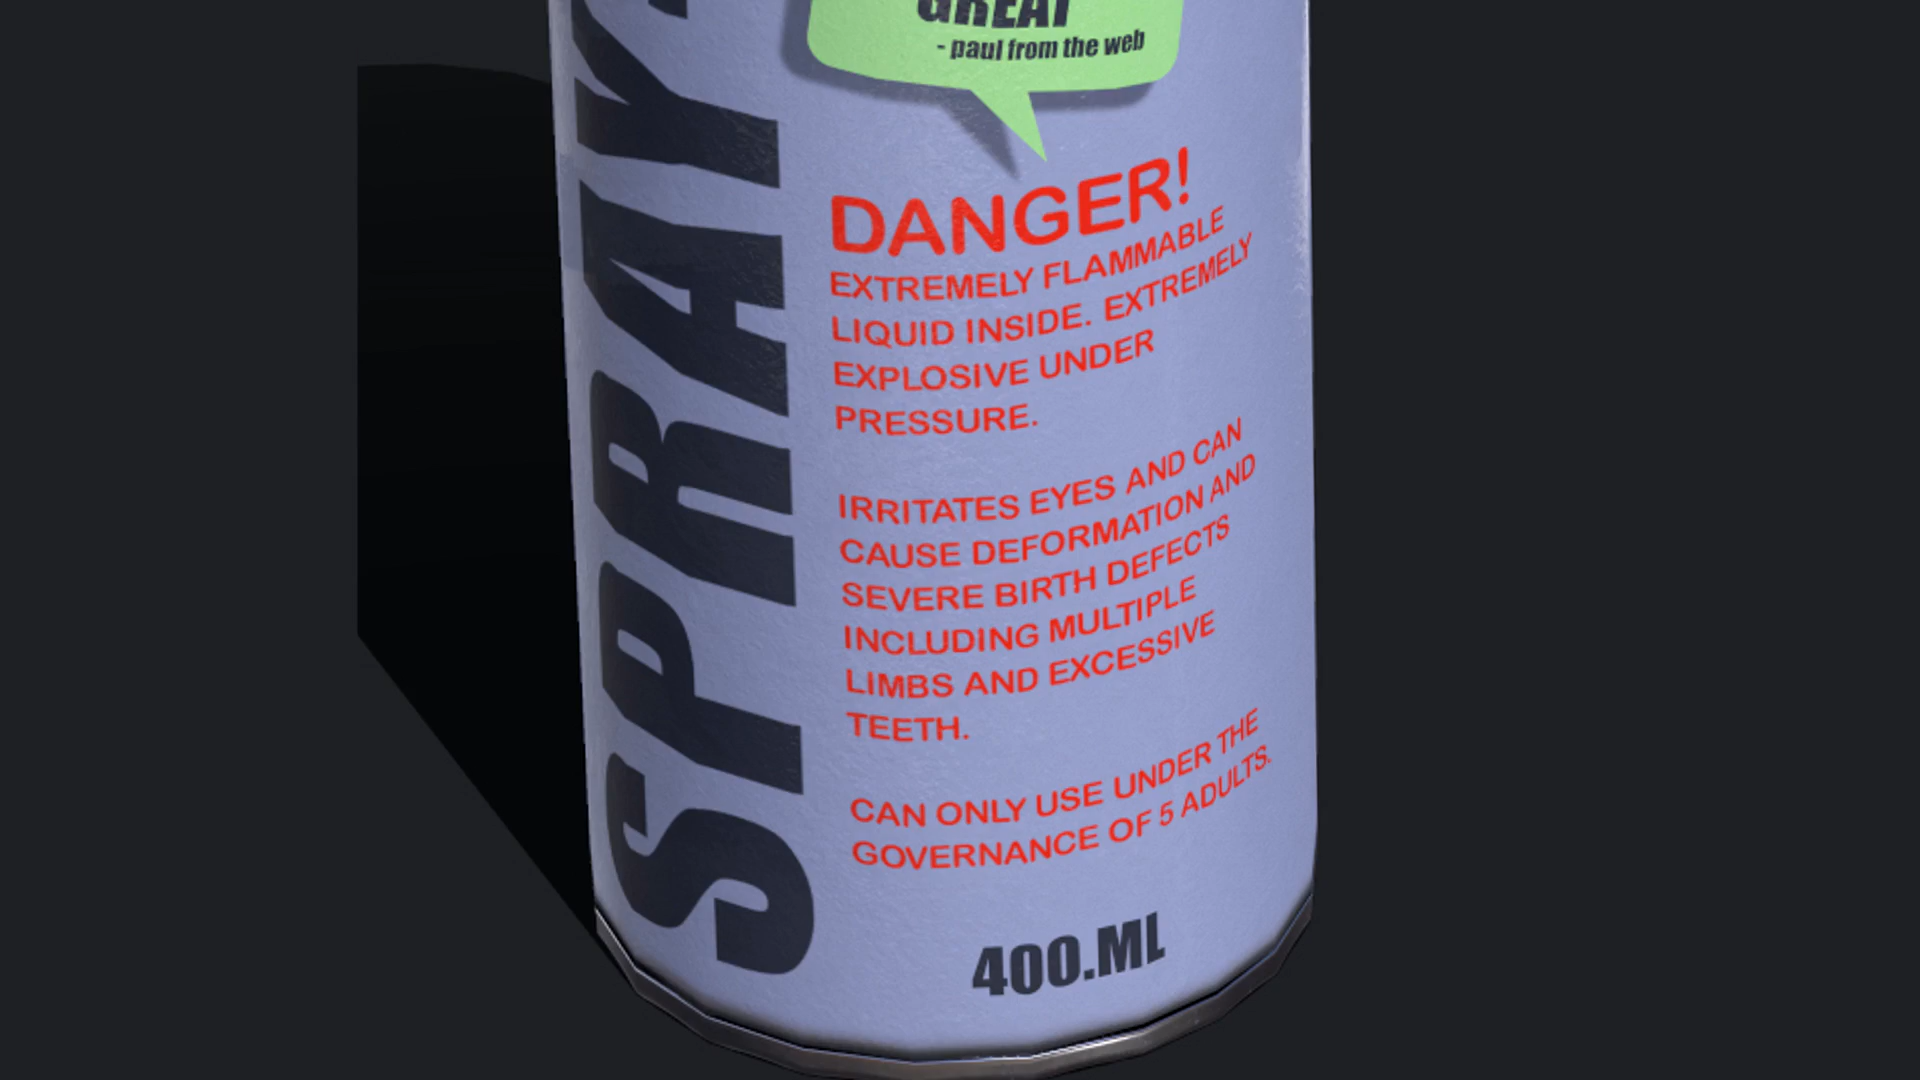 GREAT
- paul from the web
SPRAY
DANGER!
EXTREMELY FLAMMABLE
LIQUID INSIDE. EXTREMELY
EXPLOSIVE UNDER
PRESSURE.
IRRITATES EYES AND CAN
CAUSE DEFORMATION AND
SEVERE BIRTH DEFECTS
INCLUDING MULTIPLE
LIMBS AND EXCESSIVE
TEETH.
CAN ONLY USE UNDER THE
GOVERNANCE OF 5 ADULTS.
400.ML